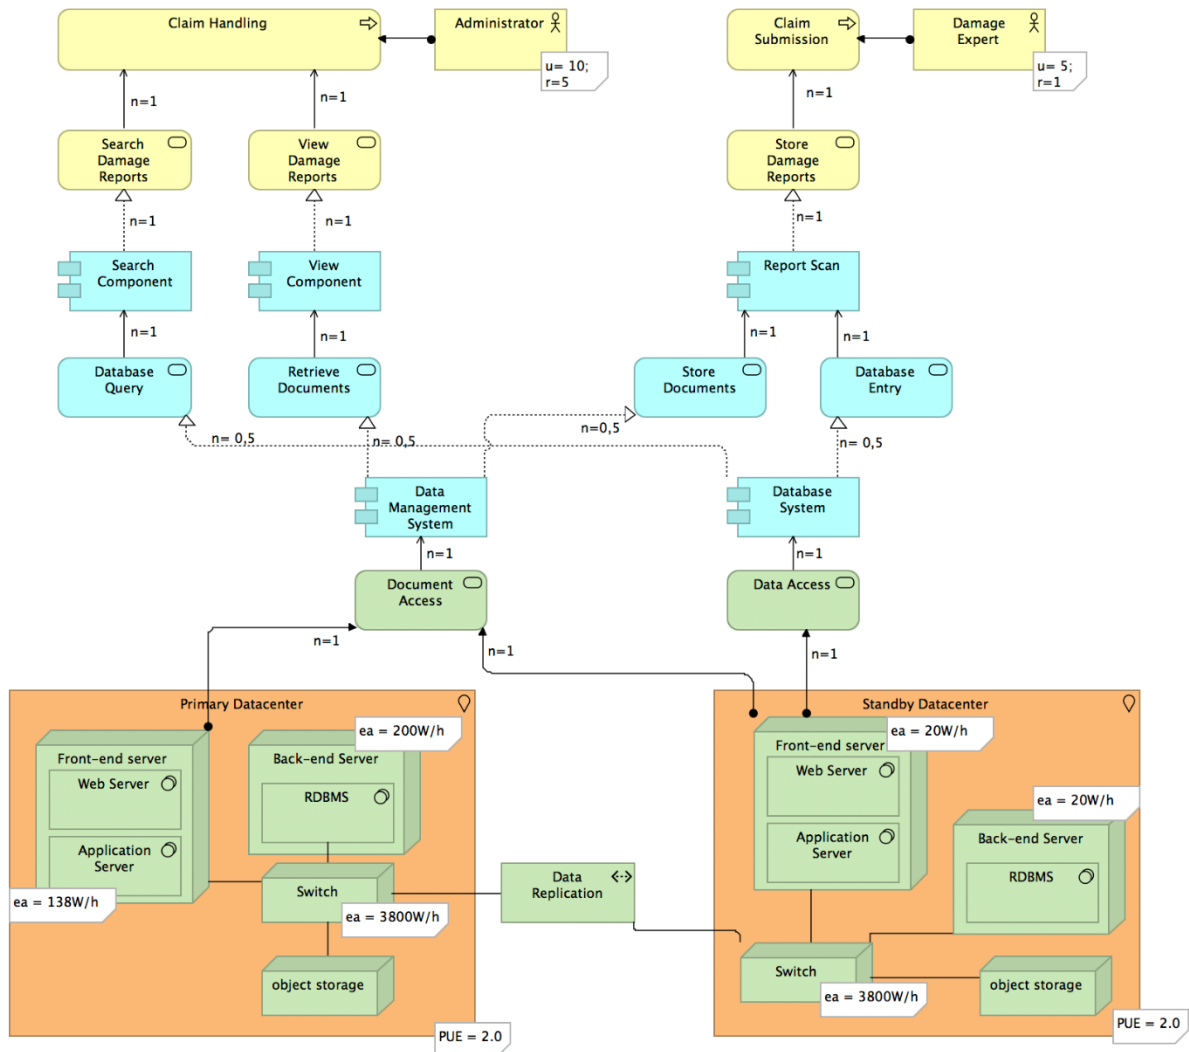 Claim Handling
Administrator
u= 10;
r=5
Claim
Submission
Damage
Expert
u= 5;
r=1
n=1
n=1
n=1
Search
Damage
Reports
View
Damage
Reports
Store
Damage
Reports
n=1
n=1
n=1
Search
Component
View
Component
Report Scan
n=1
n=1
n=1
n=1
Database
Query
Retrieve
Documents
Store
Documents
Database
Entry
n= 0,5
n= 0,5
n=0,5
n= 0,5
Data
Management
System
Database
System
n=1
n=1
Document
Access
Data Access
n=1
n=1
n=1
Primary Datacenter
ea = 200W/h
Front-end server
Web Server
Application
Server
ea = 138W/h
Back-end Server
RDBMS
Switch
ea = 3800W/h
object storage
PUE = 2.0
Data
Replication
Standby Datacenter
ea = 20W/h
Front-end server
Web Server
Application
Server
ea = 20W/h
Back-end Server
RDBMS
Switch
ea = 3800W/h
object storage
PUE = 2.0